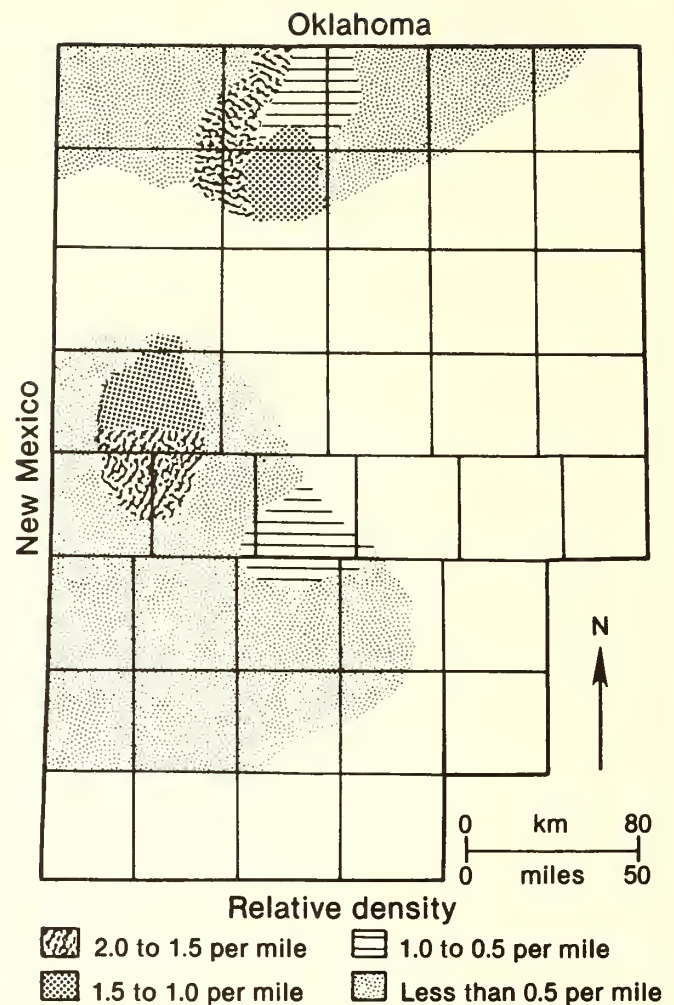 Oklahoma
New Mexico
N
0 km 80
0 miles 50
Relative density
2.0 to 1.5 per mile
1.0 to 0.5 per mile
1.5 to 1.0 per mile
Less than 0.5 per mile